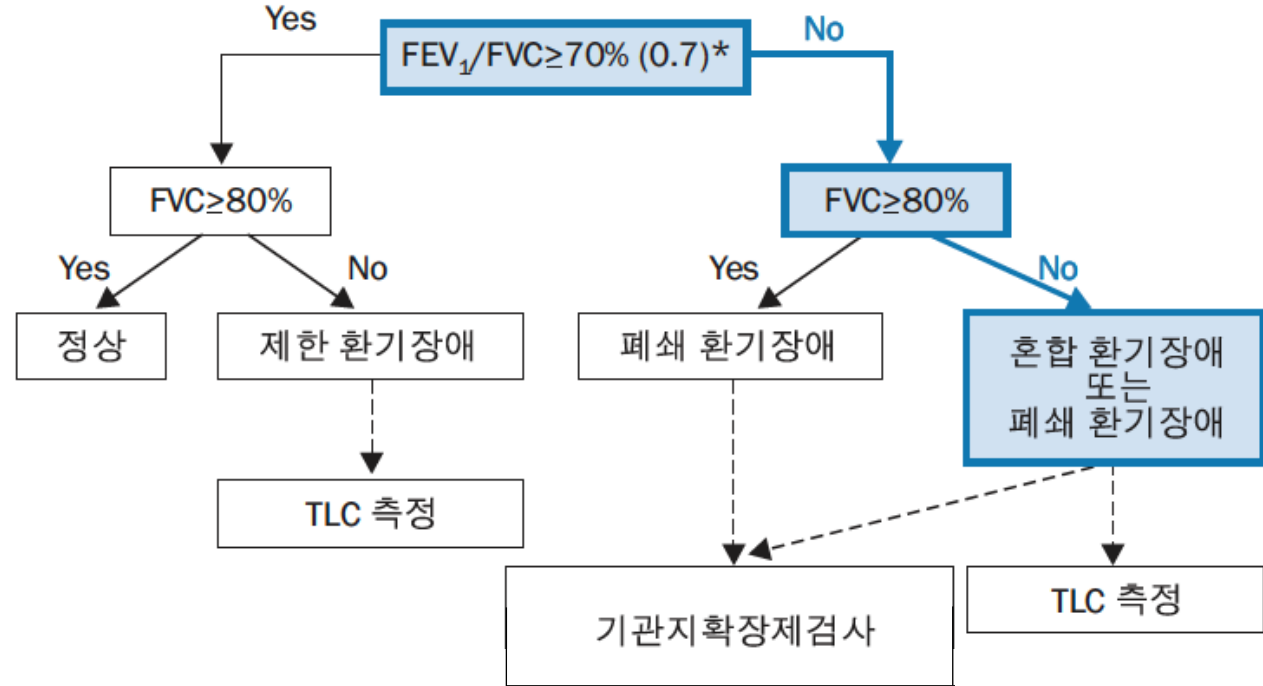 Yes
FEV₁/FVC≥70% (0.7)*
No
FVC≥80%
FVC≥80%
Yes
No
Yes
No
정상
제한 환기장애
폐쇄 환기장애
혼합 환기장애
또는
폐쇄 환기장애
TLC 측정
기관지확장제검사
TLC 측정